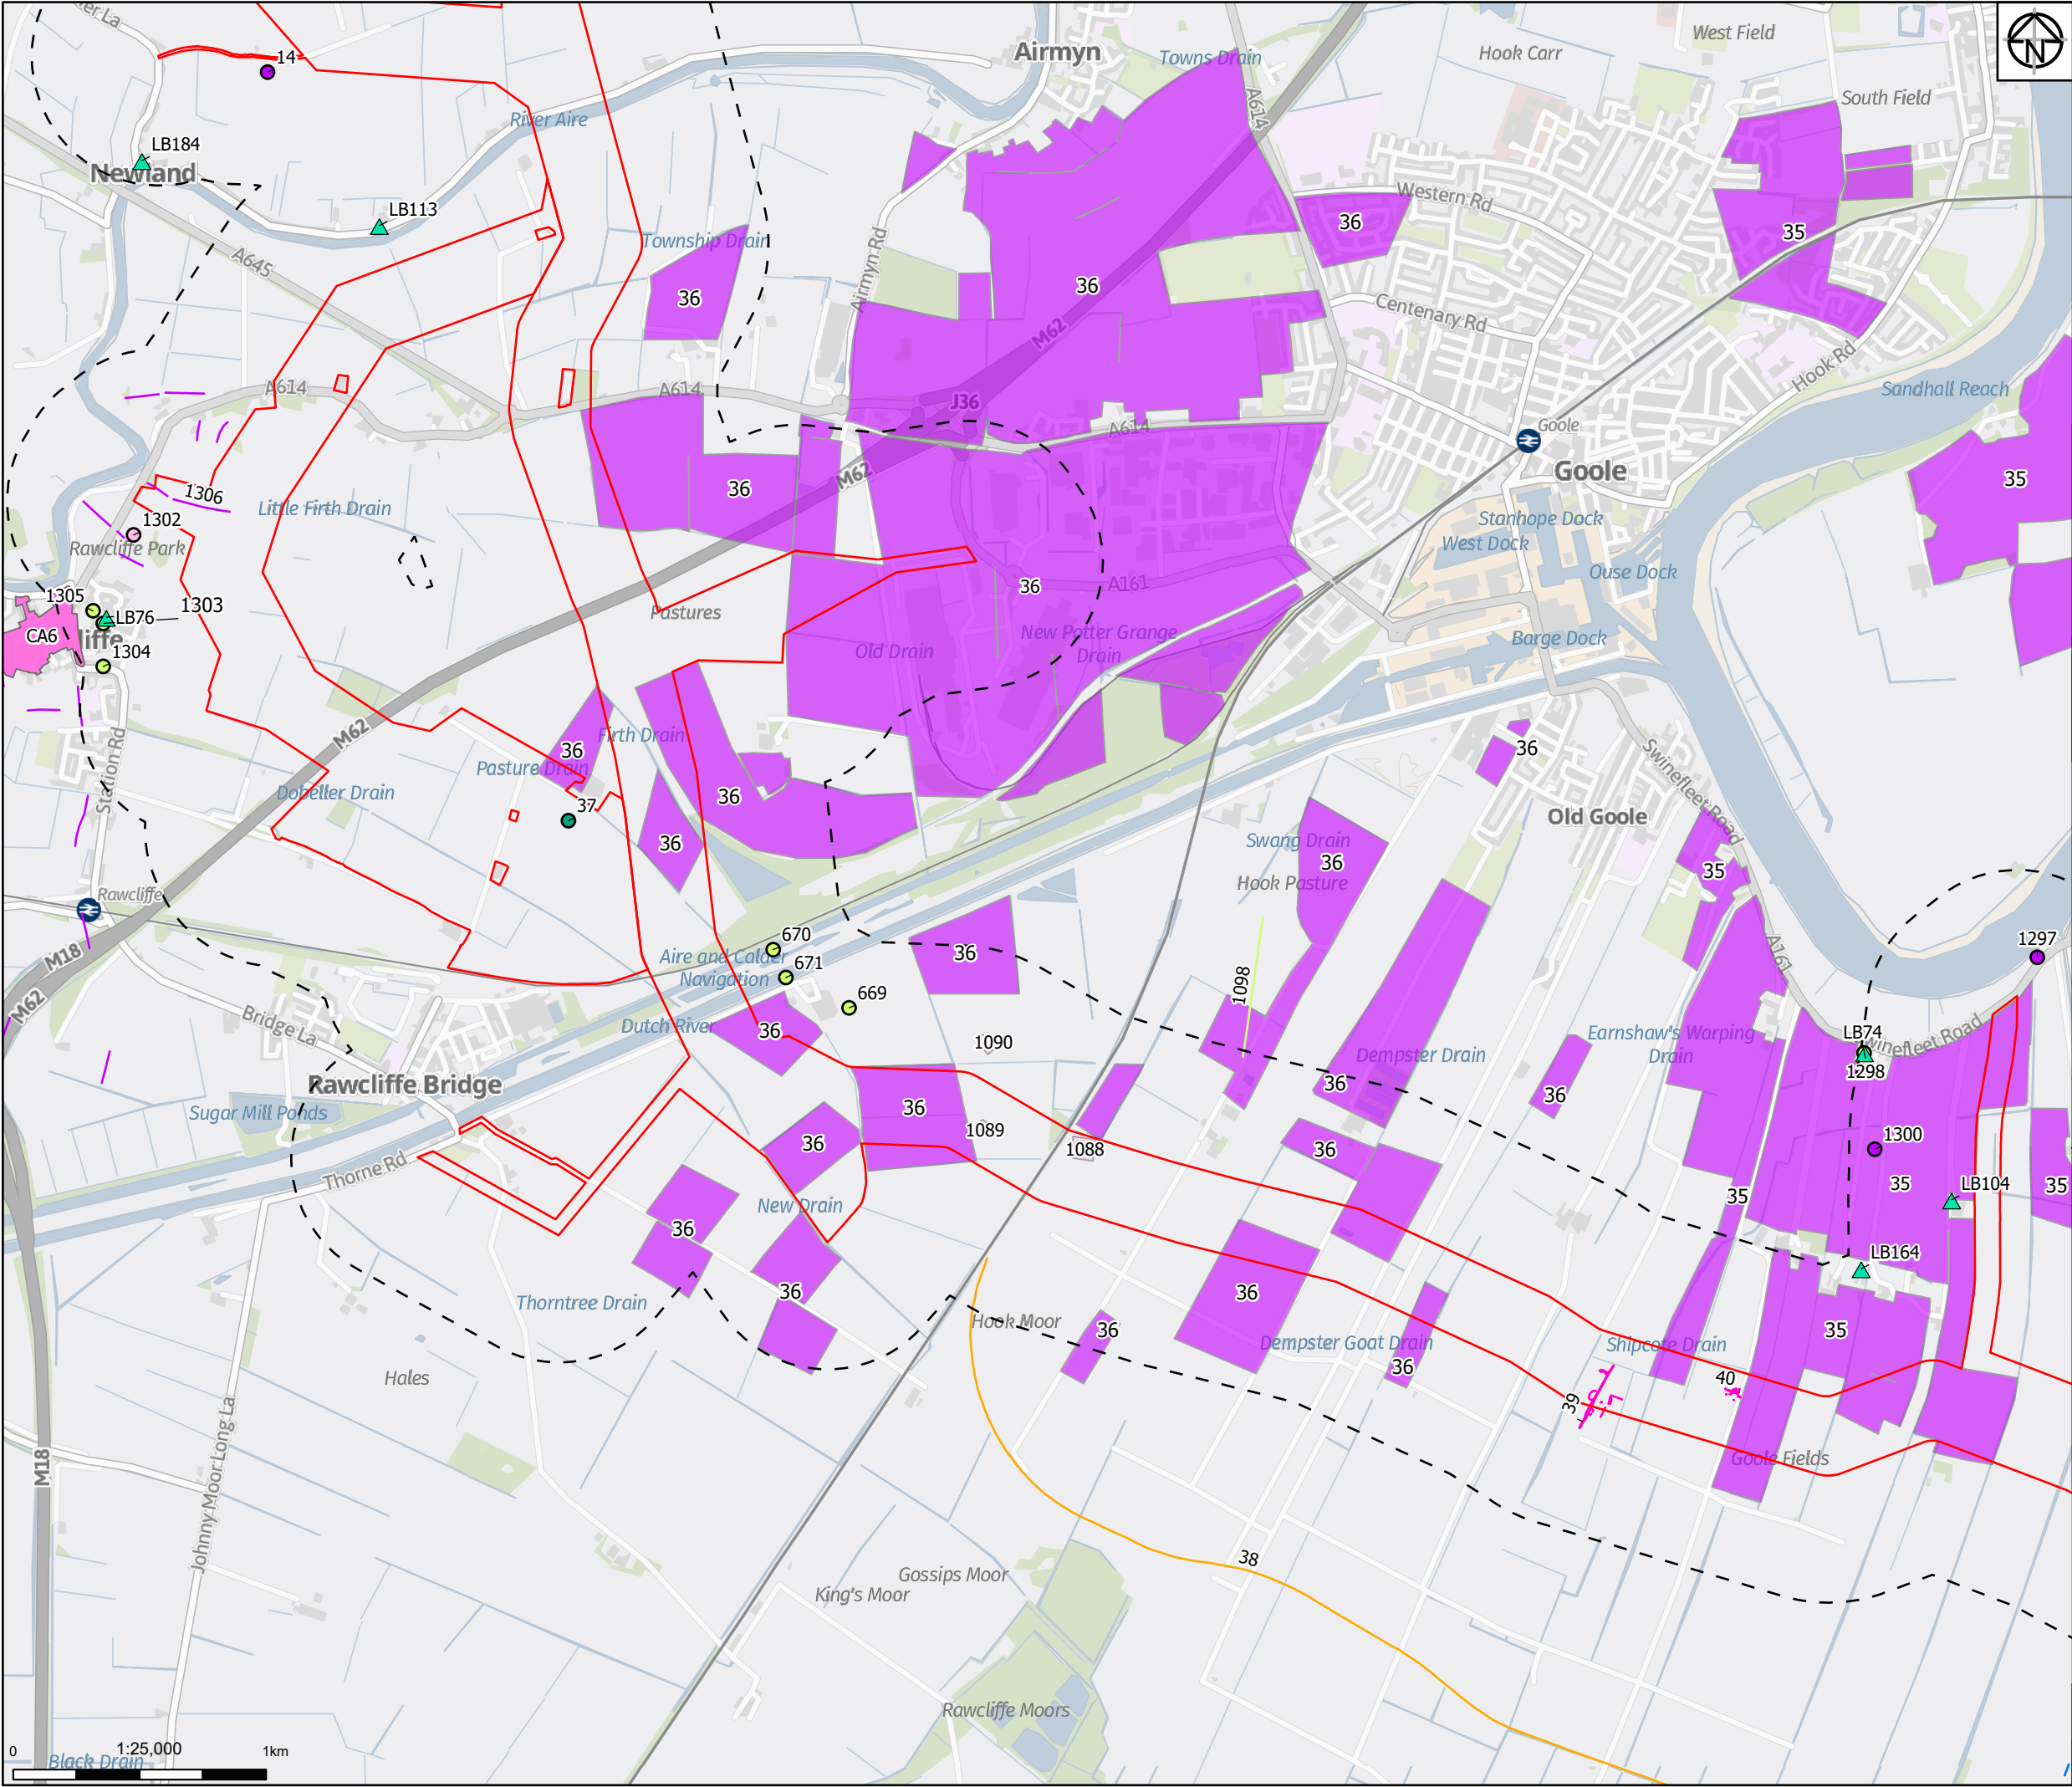 er La
14
Airmyn
Towns Drain
A614
Hook Carr
West Field
South Field
N
River Aire
LB184
Newland
LB113
A645
Township Drain
36
Airmyn Rd
36
M62
Western Rd
36
Centenary Rd
35
Hook Rd
Sandhall Reach
A614
A614
J36
A614
Goole
Goole
35
36
M62
1306
Little Firth Drain
1302
Rawcliffe Park
Stanhope Dock
West Dock
Ouse Dock
Barge Dock
1305
1303
LB76
CA6
liffe
1304
Pastures
36
A161
Old Drain
New Potter Grange
Drain
M62
Station Rd
Dobeller Drain
36
Firth Drain
Pasture Drain
37
36
36
36
Swinefleet Road
Old Goole
Swang Drain
36
Hook Pasture
35
Rawcliffe
M18
M62
670
Aire and Calder
Navigation
671
669
36
1098
A161
1297
Bridge La
Dutch River
36
1090
Rawcliffe Bridge
Sugar Mill Ponds
36
1089
1088
36
Dempster Drain
36
Earnshaw's Warping
Drain
36
LB74
winefleet Road
1298
1300
35
LB104
35
35
LB164
Thorne Rd
36
New Drain
36
36
36
36
Thorntree Drain
Hook Moor
36
Dempster Goat Drain
36
Shipcote Drain
35
40
39
Goole Fields
Hales
M18
Johnny Moor Long La
38
Gossips Moor
King's Moor
Rawcliffe Moors
0
1:25,000
1km
Black Drain